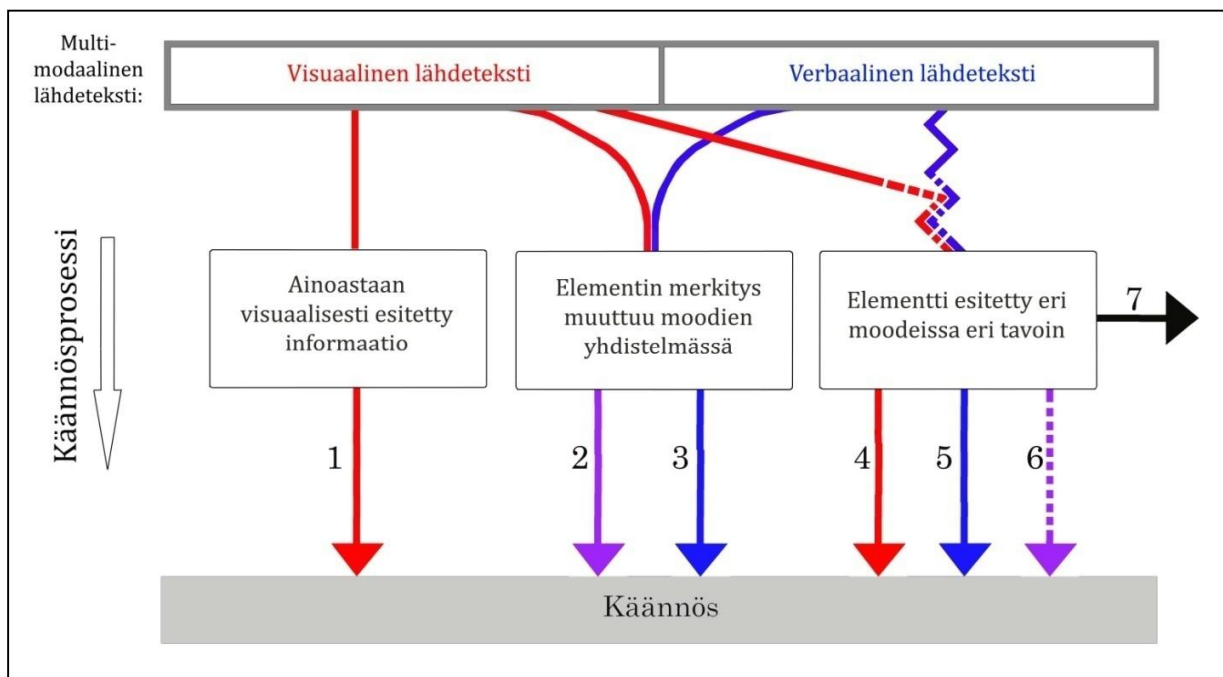 Multi-
modaalinen
lähdeteksti:
Visuaalinen lähdeteksti
Verbaalinen lähdeteksti
Käännösprosessi
Ainoastaan
visuaalisesti esitetty
informaatio
Elementin merkitys
muuttuu moodien
yhdistelmässä
Elementti esitetty eri
moodeissa eri tavoin
7
1
2
3
4
5
6
Käännös